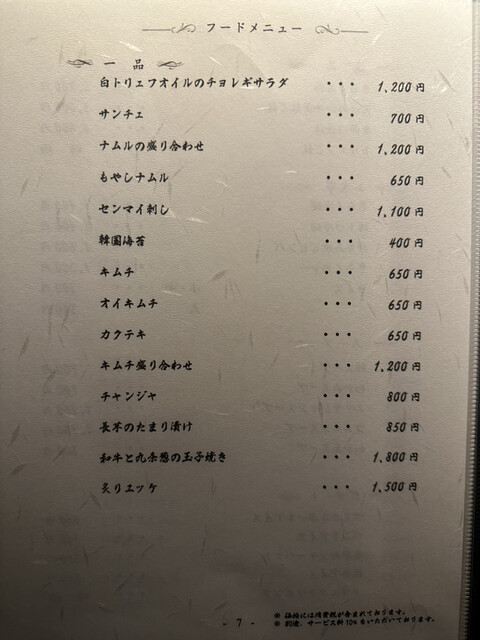 フードメニュー
一品
白トリュフオイルのチョレギサラダ ・・・ 1,200円
サンチェ ・・・ 700円
ナムルの盛り合わせ ・・・ 1,200円
もやしナムル ・・・ 650円
センマイ刺し ・・・ 1,100円
韓国海苔 ・・・ 400円
キムチ ・・・ 650円
オイキムチ ・・・ 650円
カクテキ ・・・ 650円
キムチ盛り合わせ ・・・ 1,200円
チャンジャ ・・・ 800円
長芋のたまり漬け ・・・ 850円
和牛と九条葱の玉子焼き ・・・ 1,800円
炙りエッケ ・・・ 1,500円
※ 価格には消費税が含まれております。
※ 別途、サービス料10%をいただいております。
- 7 -